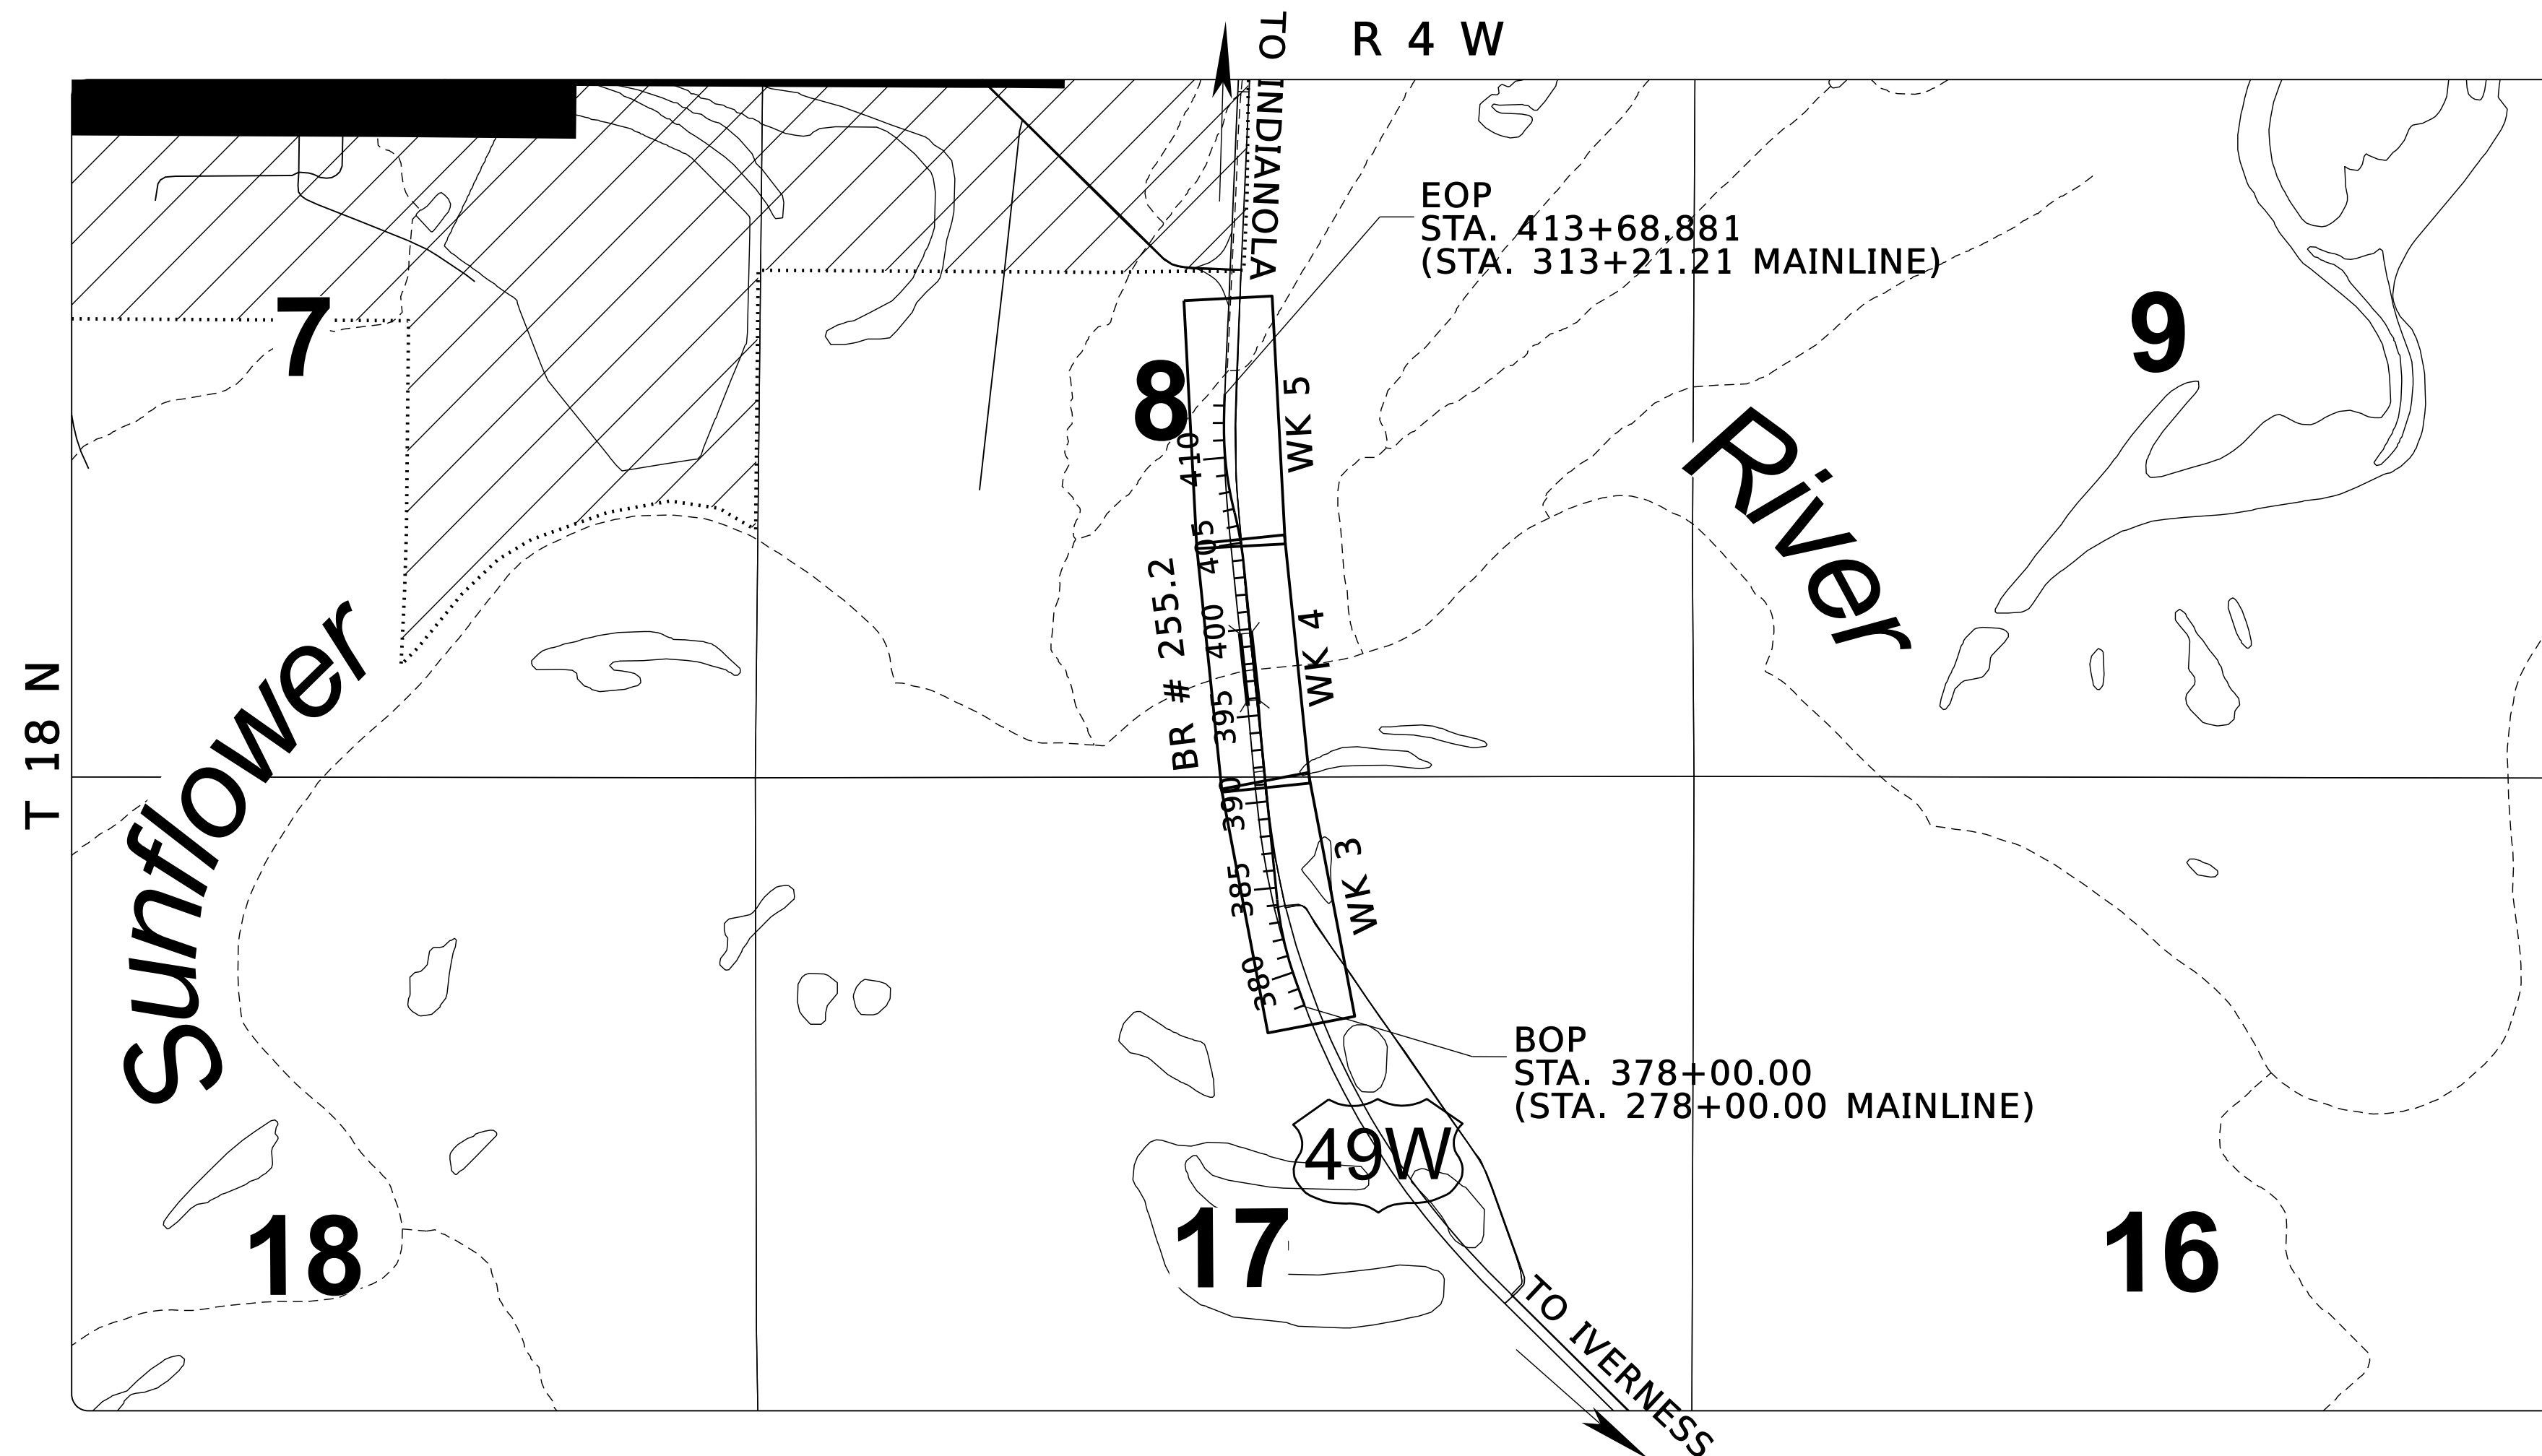 R 4 W
TO INDIANOLA
EOP
STA. 413+68.881
(STA. 313+21.21 MAINLINE)
7
8
9
WK 5
410
405
River
BR # 255.2
400
WK 4
395
T 18 N
Sunflower
390
WK 3
385
380
BOP
STA. 378+00.00
(STA. 278+00.00 MAINLINE)
49W
18
17
16
TO IVERNESS